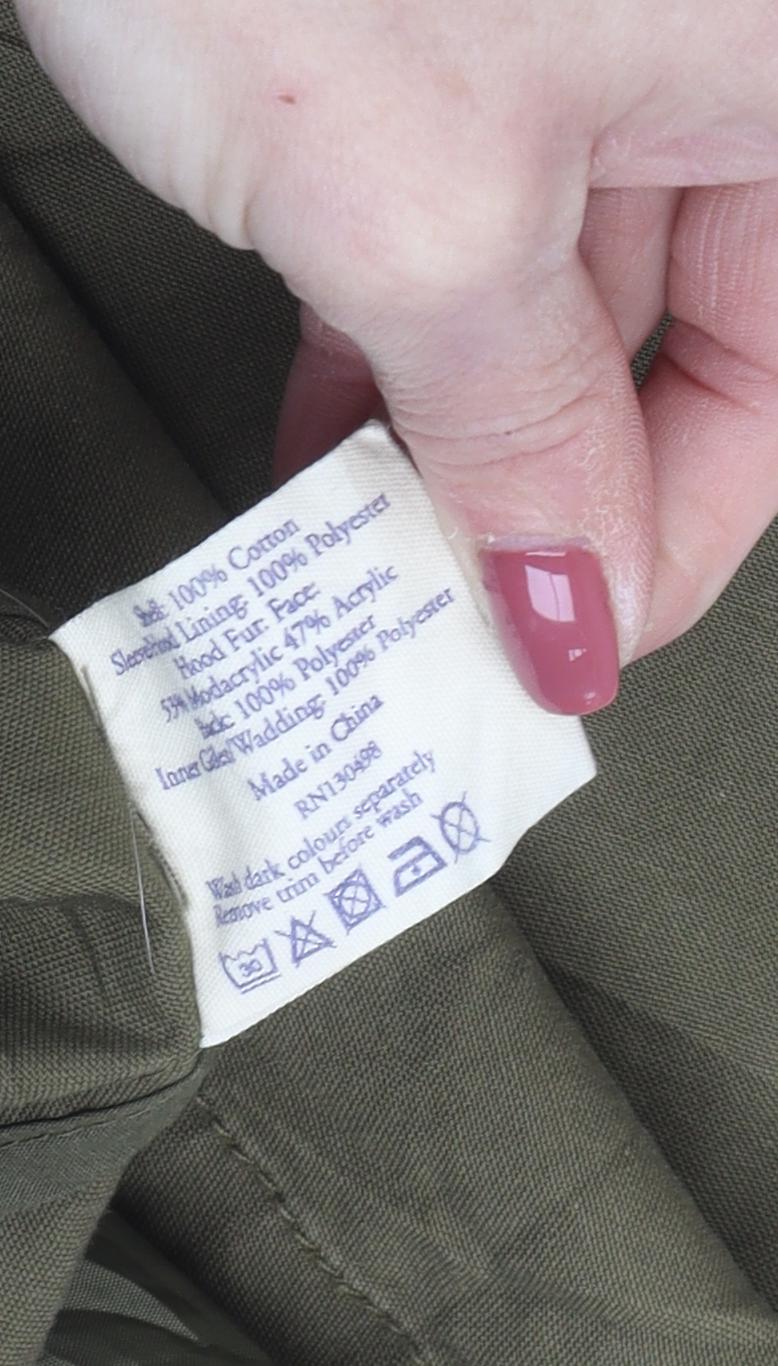 Shell: 100% Cotton
Sleeve/Hood Lining: 100% Polyester
Hood Fur: Face:
53% Modacrylic 47% Acrylic
Back: 100% Polyester
Inner Wadding: 100% Polyester
Made in China
RN130498
Wash dark colours separately
Remove trim before wash
30